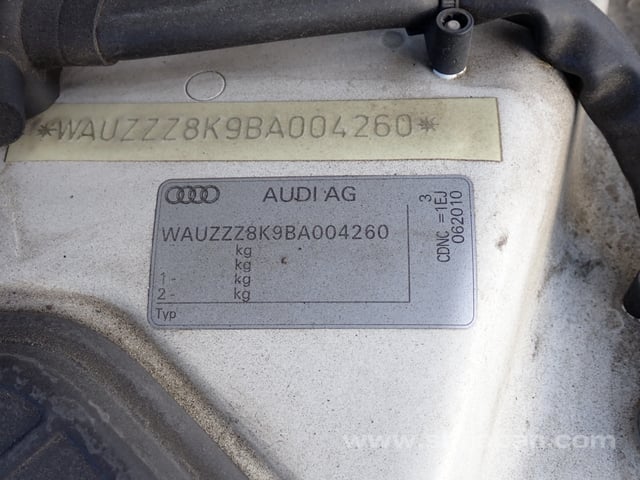 *WAUZZZ8K9BA004260*
AUDI AG
WAUZZZ8K9BA004260
kg
kg
1- kg
2- kg
Typ
3
CDNC =1EJ
062010